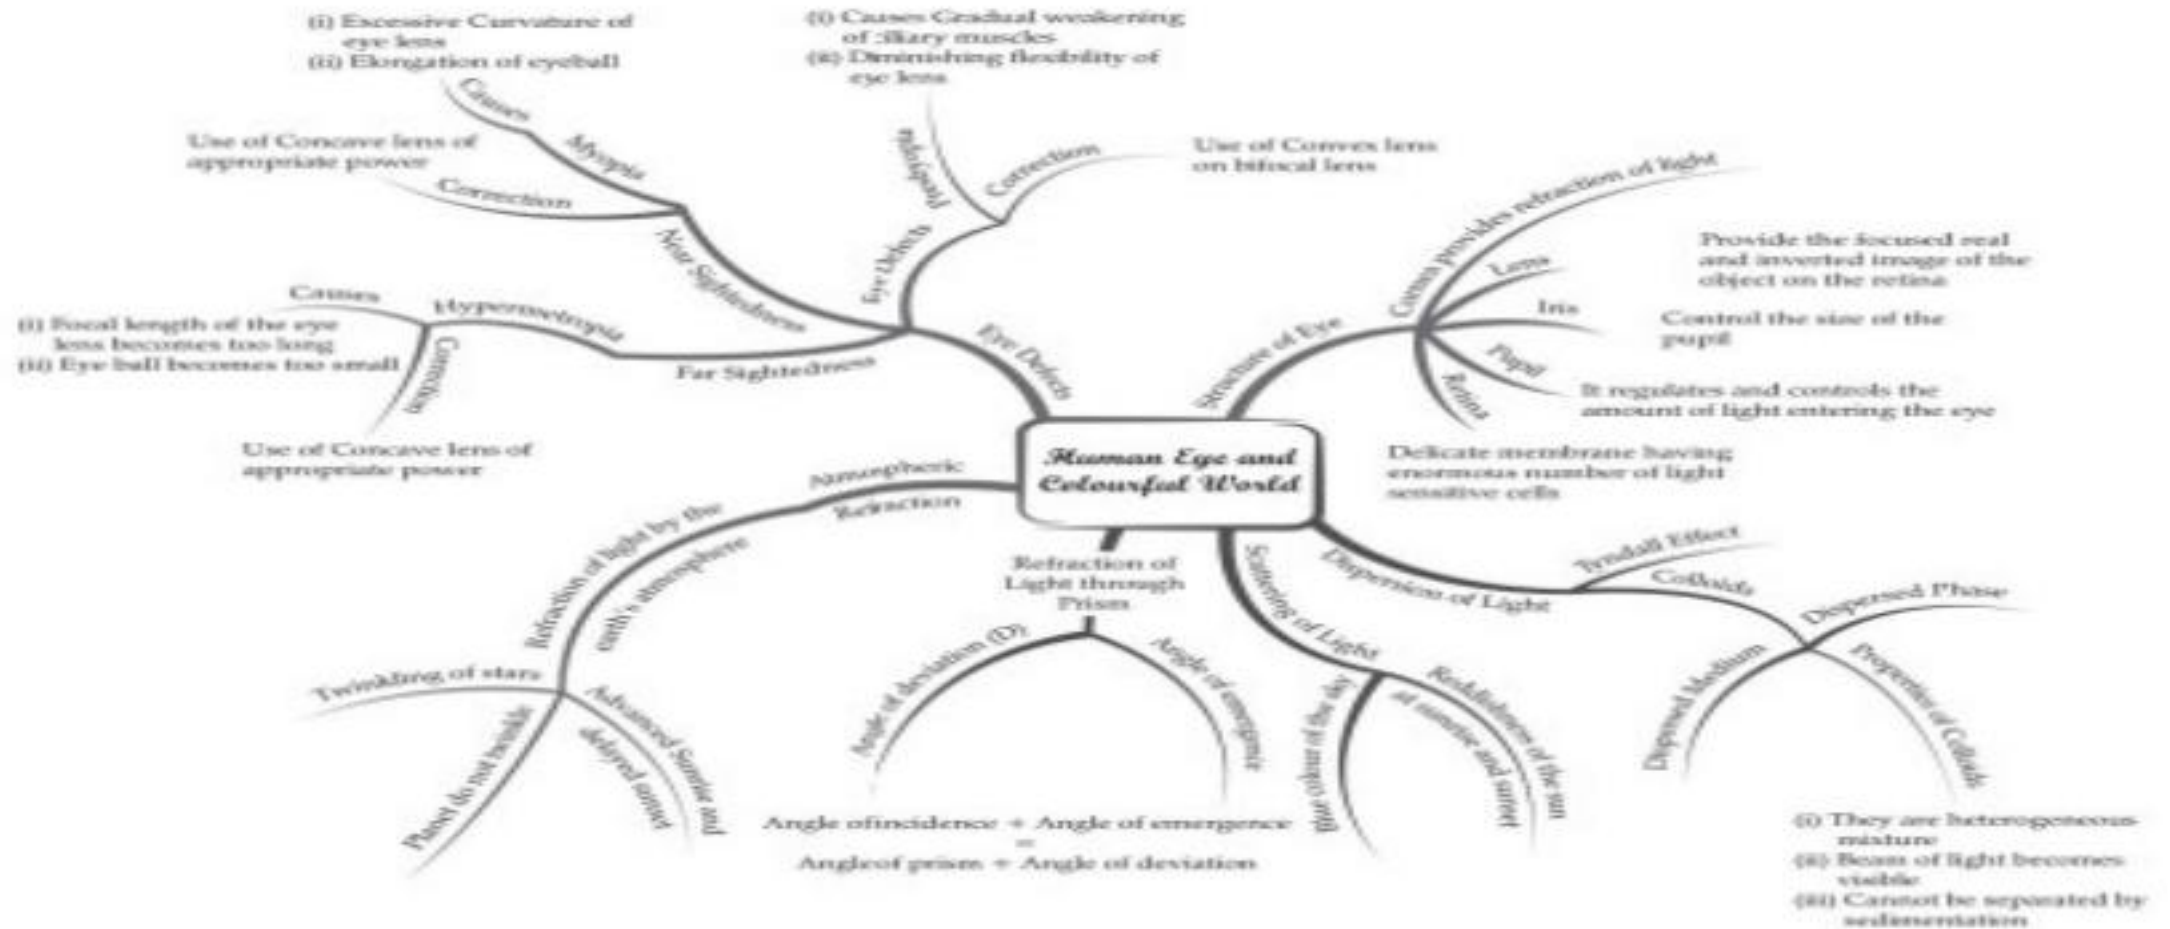 Human Eye and
Colourful World
Eye Defects
Near Sightedness
Myopia
Causes
(i) Excessive Curvature of
eye lens
(ii) Elongation of eyeball
Correction
Use of Concave lens of
appropriate power
Eye Defects
(i) Causes Gradual weakening
of :iliary muscles
(ii) Diminishing flexibility of
eye lens
Correction
Use of Convex lens
on bifocal lens
Far Sightedness
Hypermetropia
Causes
(i) Focal length of the eye
lens becomes too long
(ii) Eye ball becomes too small
Correction
Use of Concave lens of
appropriate power
Structure of Eye
Cornea provides refraction of light
Lens
Provide the focused real
and inverted image of the
object on the retina
Iris
Control the size of the
pupil
Pupil
It regulates and controls the
amount of light entering the eye
Retina
Delicate membrane having
enormous number of light
sensitive cells
Atmospheric
Refraction
Refraction of light by the
earth's atmosphere
Twinkling of stars
Planet do not twinkle
Advanced Sunrise and
delayed sunset
Refraction of
Light through
Prism
Angle of deviation (D)
Angle of emergence
Angle ofincidence + Angle of emergence
=
Angleof prism + Angle of deviation
Scattering of Light
Blue colour of the sky
Reddishness of the sun
at sunrise and sunset
Dispersion of Light
Tyndall Effect
Colloids
Dispersed Phase
Dispersed Medium
Properties of Colloids
(i) They are heterogeneous
mixture
(ii) Beam of light becomes
visible
(iii) Cannot be separated by
sedimentation